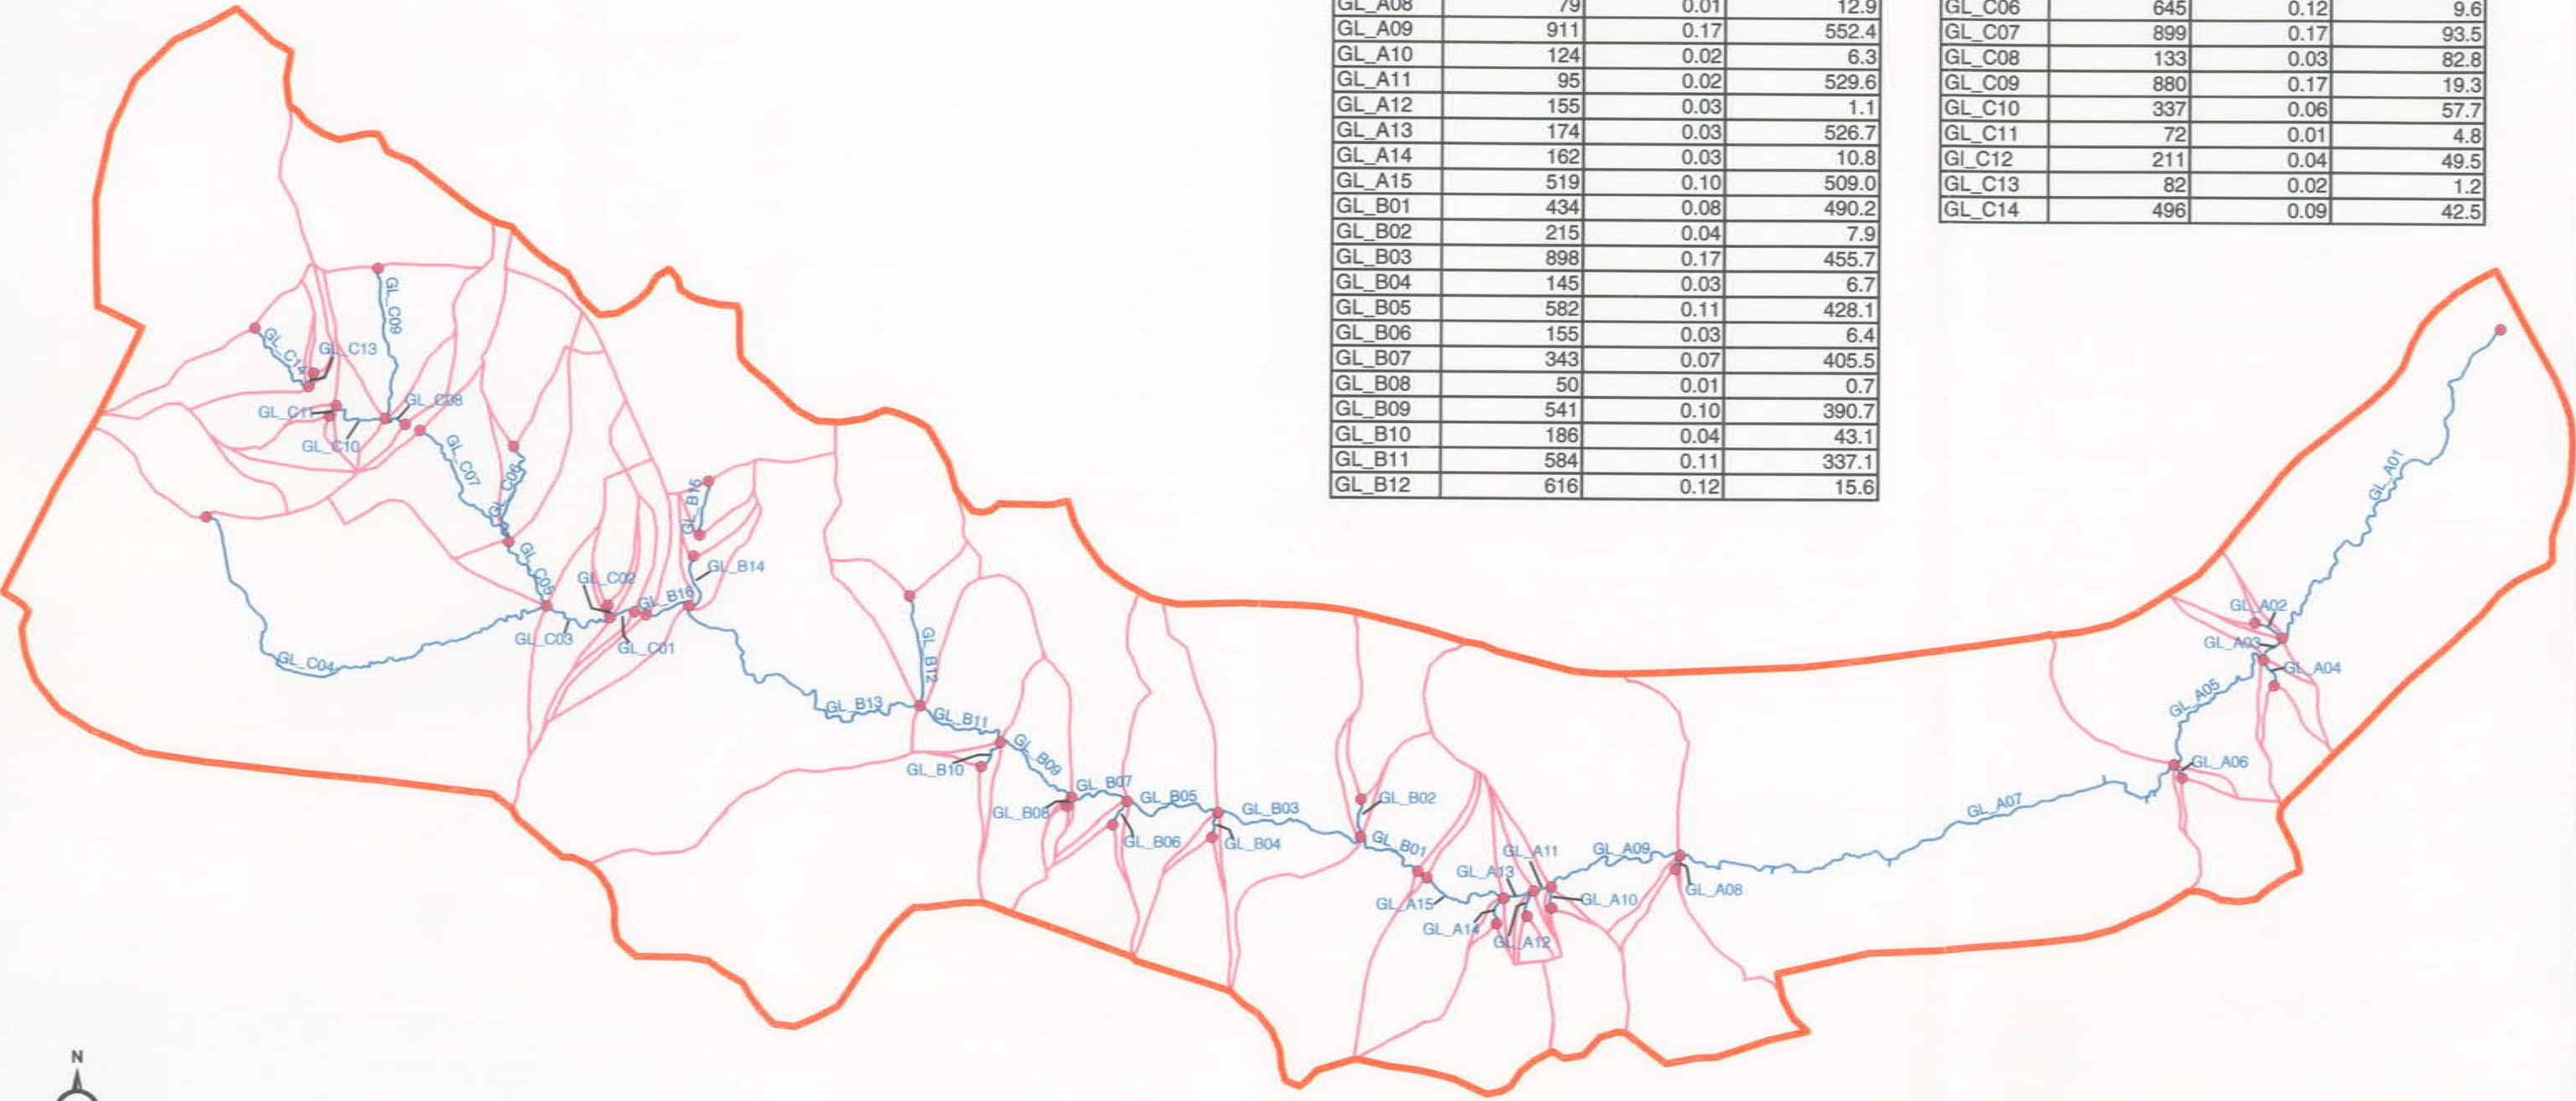 GL_A08 79 0.01 12.9
GL_A09 911 0.17 552.4
GL_A10 124 0.02 6.3
GL_A11 95 0.02 529.6
GL_A12 155 0.03 1.1
GL_A13 174 0.03 526.7
GL_A14 162 0.03 10.8
GL_A15 519 0.10 509.0
GL_B01 434 0.08 490.2
GL_B02 215 0.04 7.9
GL_B03 898 0.17 455.7
GL_B04 145 0.03 6.7
GL_B05 582 0.11 428.1
GL_B06 155 0.03 6.4
GL_B07 343 0.07 405.5
GL_B08 50 0.01 0.7
GL_B09 541 0.10 390.7
GL_B10 186 0.04 43.1
GL_B11 584 0.11 337.1
GL_B12 616 0.12 15.6
GL_C06 645 0.12 9.6
GL_C07 899 0.17 93.5
GL_C08 133 0.03 82.8
GL_C09 880 0.17 19.3
GL_C10 337 0.06 57.7
GL_C11 72 0.01 4.8
Gl_C12 211 0.04 49.5
GL_C13 82 0.02 1.2
GL_C14 496 0.09 42.5
GL_C09
GL_C14
GL_C13
GL_C11
GL_C08
GL_C10
GL_C07
GL_C06
GL_B15
GL_C05
GL_B14
GL_C02
GL_B16
GL_C03
GL_C01
GL_C04
GL_B12
GL_B13
GL_B11
GL_B10
GL_B09
GL_B08
GL_B07
GL_B06
GL_B05
GL_B04
GL_B03
GL_B02
GL_B01
GL_A15
GL_A14
GL_A13
GL_A12
GL_A11
GL_A10
GL_A09
GL_A08
GL_A07
GL_A06
GL_A05
GL_A04
GL_A03
GL_A02
GL_A01
N